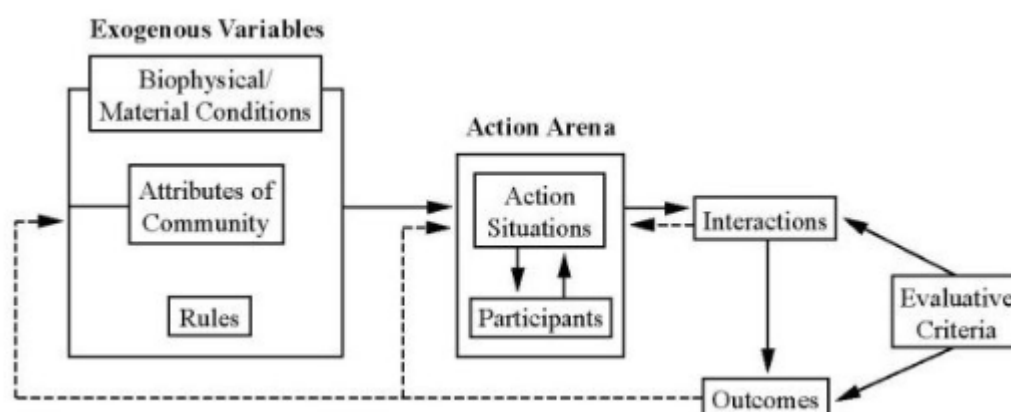 Exogenous Variables
Biophysical/
Material Conditions
Attributes of
Community
Rules
Action Arena
Action
Situations
Participants
Interactions
Outcomes
Evaluative
Criteria